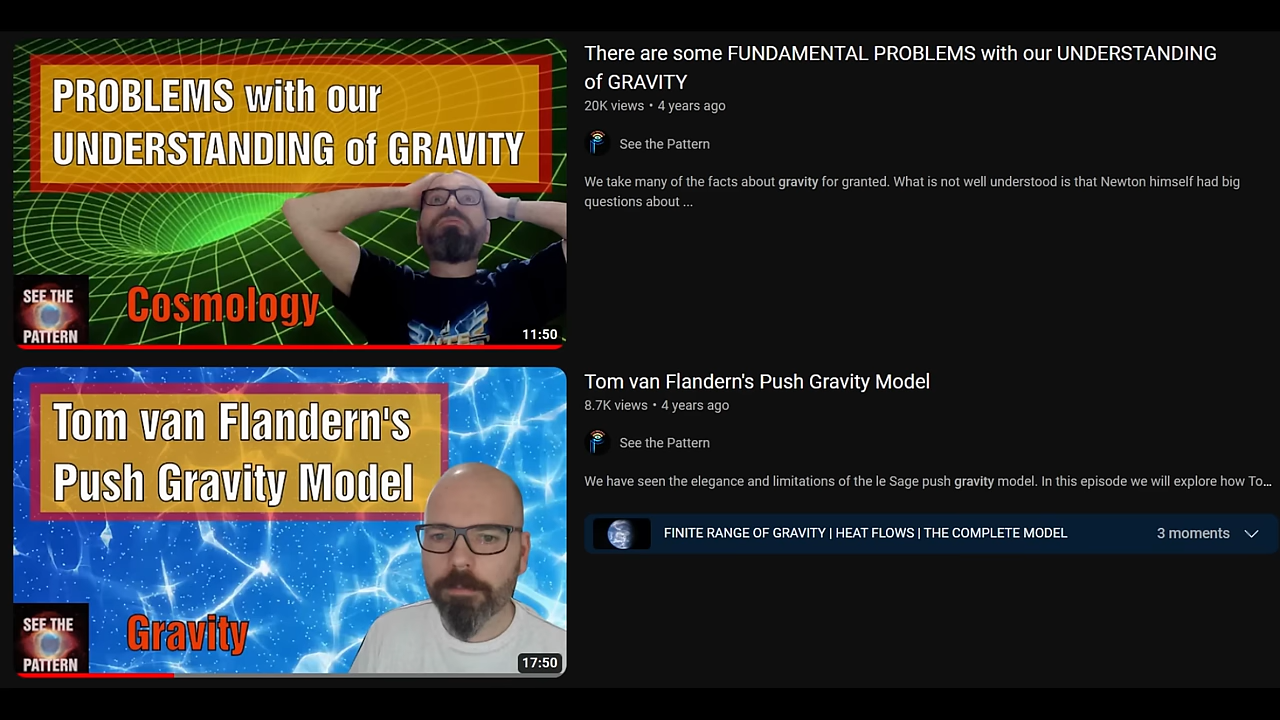 PROBLEMS with our
UNDERSTANDING of GRAVITY
Cosmology
SEE THE
PATTERN
11:50
There are some FUNDAMENTAL PROBLEMS with our UNDERSTANDING
of GRAVITY
20K views • 4 years ago
See the Pattern
We take many of the facts about gravity for granted. What is not well understood is that Newton himself had big
questions about ...
Tom van Flandern's
Push Gravity Model
Gravity
SEE THE
PATTERN
17:50
Tom van Flandern's Push Gravity Model
8.7K views • 4 years ago
See the Pattern
We have seen the elegance and limitations of the le Sage push gravity model. In this episode we will explore how To...
FINITE RANGE OF GRAVITY | HEAT FLOWS | THE COMPLETE MODEL
3 moments